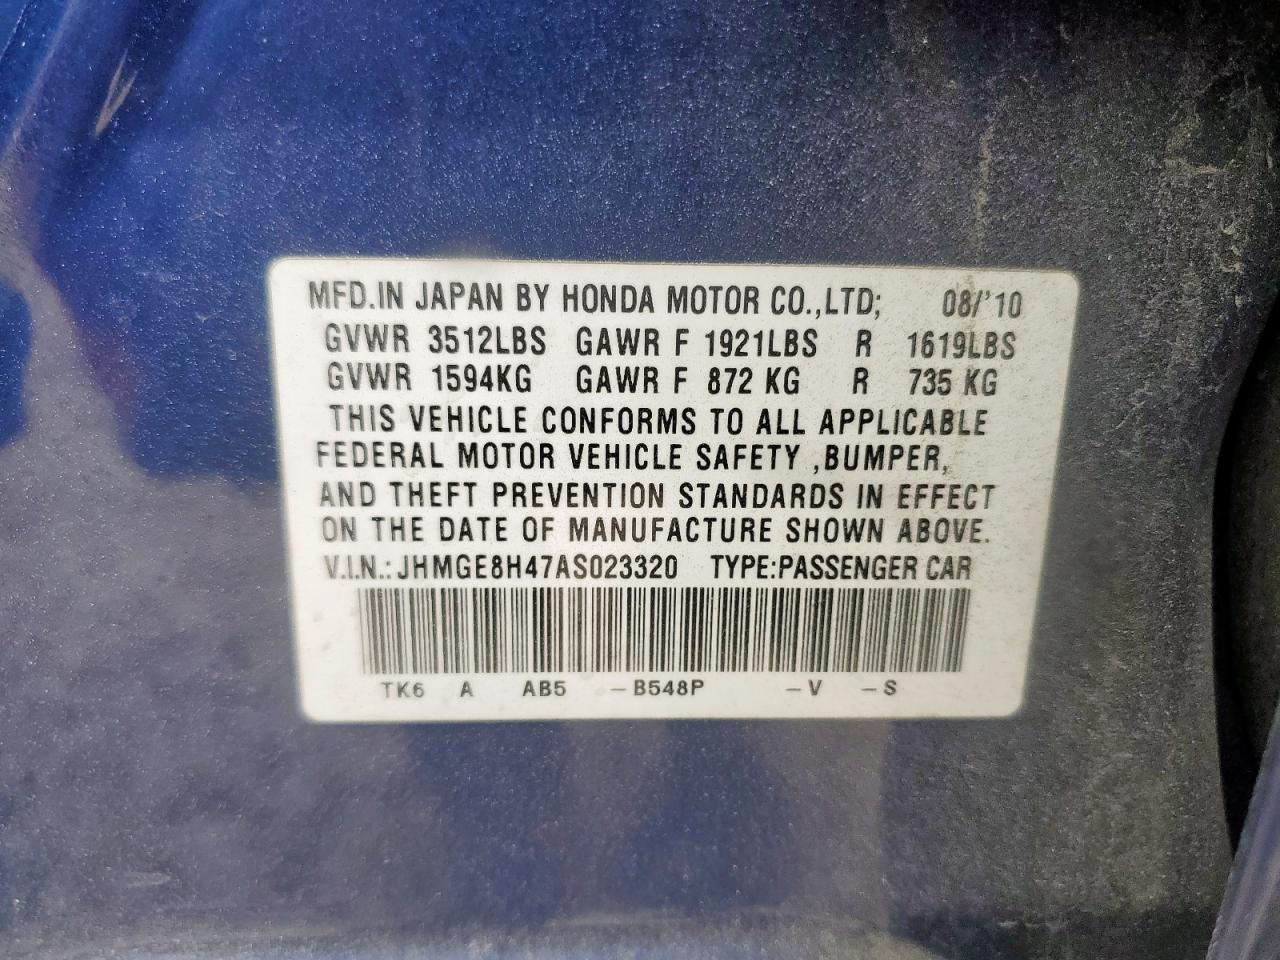 MFD.IN JAPAN BY HONDA MOTOR CO.,LTD; 08/'10
GVWR 3512LBS GAWR F 1921LBS R 1619LBS
GVWR 1594KG GAWR F 872 KG R 735 KG
THIS VEHICLE CONFORMS TO ALL APPLICABLE
FEDERAL MOTOR VEHICLE SAFETY ,BUMPER,
AND THEFT PREVENTION STANDARDS IN EFFECT
ON THE DATE OF MANUFACTURE SHOWN ABOVE.
V.I.N.: JHMGE8H47AS023320 TYPE:PASSENGER CAR
TK6 A AB5 -B548P -V -S